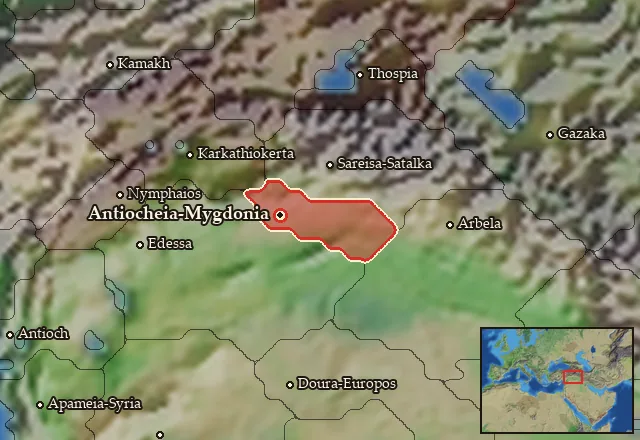 Kamakh
Thospia
Gazaka
Karkathiokerta
Sareisa-Satalka
Nymphaios
Antiocheia-Mygdonia
Arbela
Edessa
Antioch
Doura-Europos
Apameia-Syria